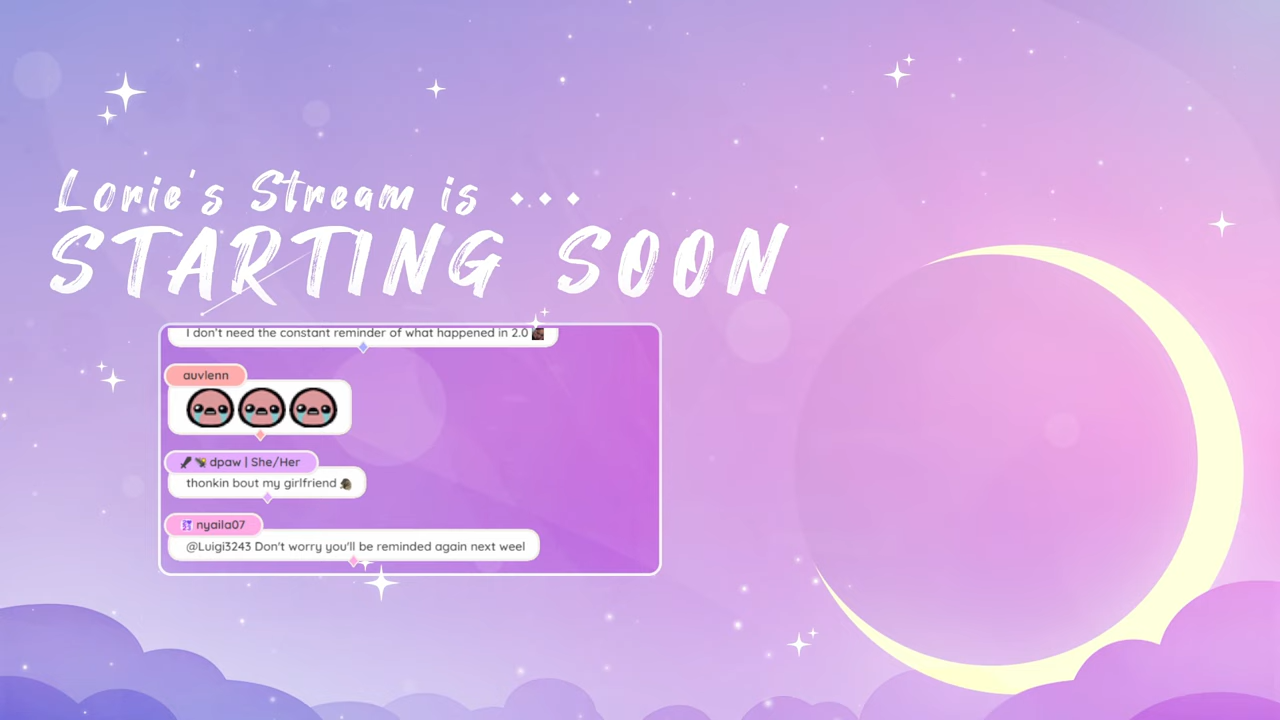 Lorie's Stream is ...
STARTING SOON
I don't need the constant reminder of what happened in 2.0
auvlenn
dpaw | She/Her
thonkin bout my girlfriend
nyaila07
@Luigi3243 Don't worry you'll be reminded again next weel